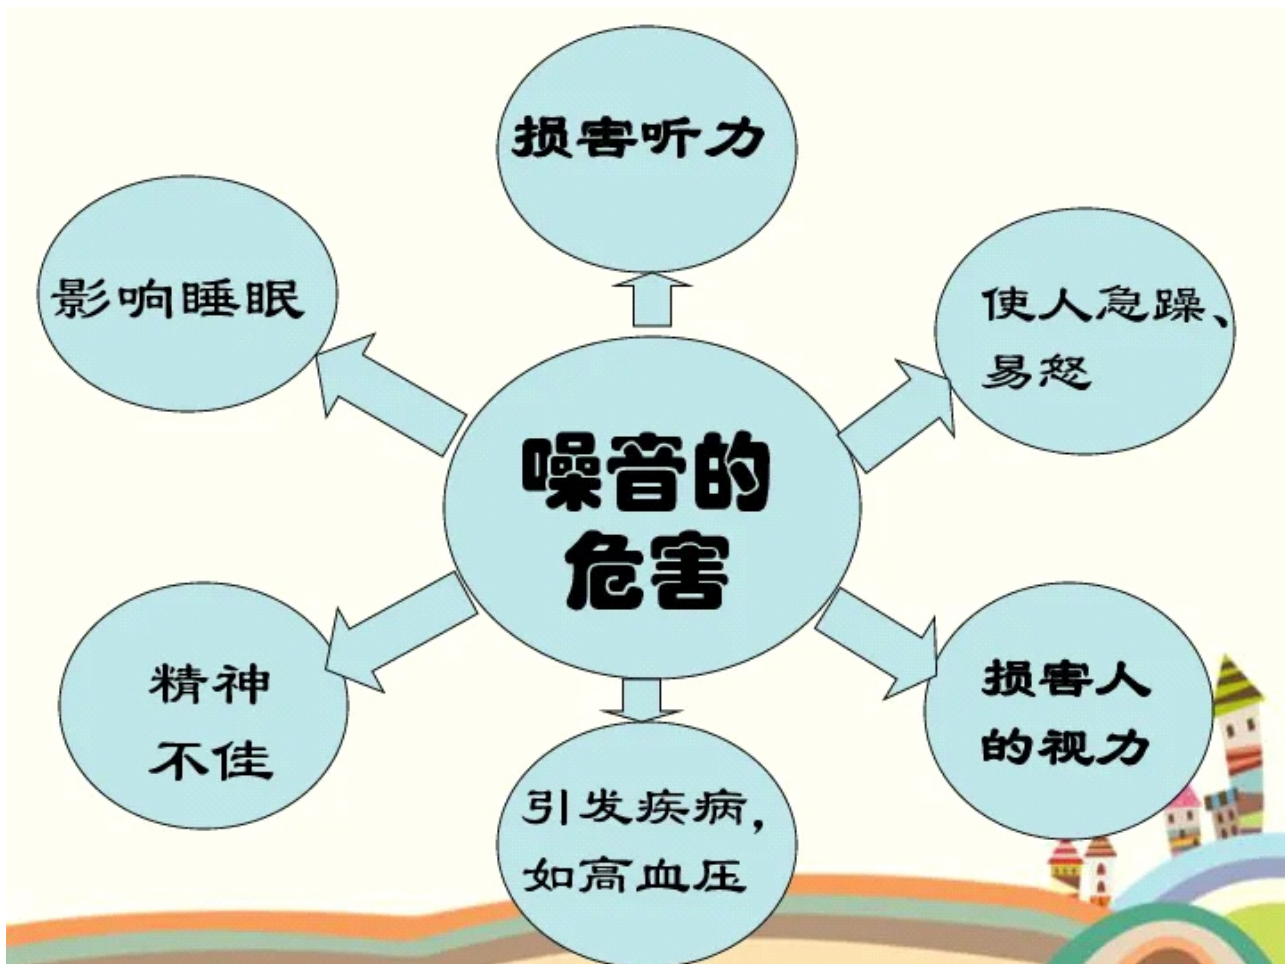 损害听力
影响睡眠
使人急躁、
易怒
噪音的
危害
精神
不佳
损害人
的视力
引发疾病，
如高血压